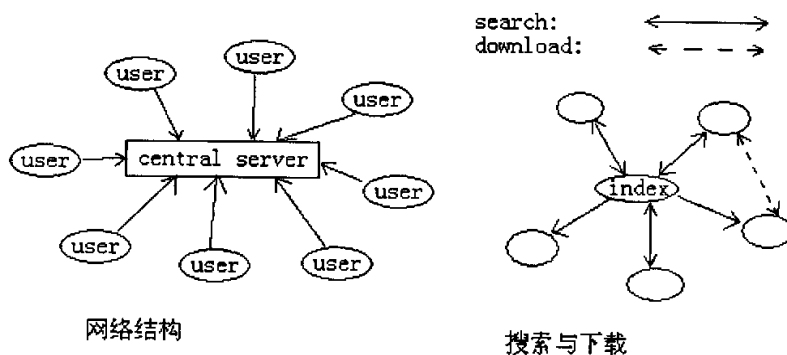 search:
download:
user
user
user
user
central server
index
user
user
user
user
网络结构
搜索与下载